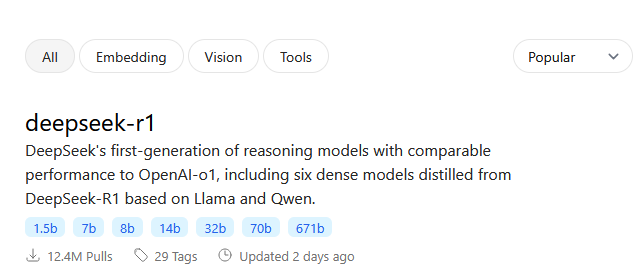 All Embedding Vision Tools Popular
deepseek-r1
DeepSeek's first-generation of reasoning models with comparable
performance to OpenAI-o1, including six dense models distilled from
DeepSeek-R1 based on Llama and Qwen.
1.5b 7b 8b 14b 32b 70b 671b
12.4M Pulls 29 Tags Updated 2 days ago